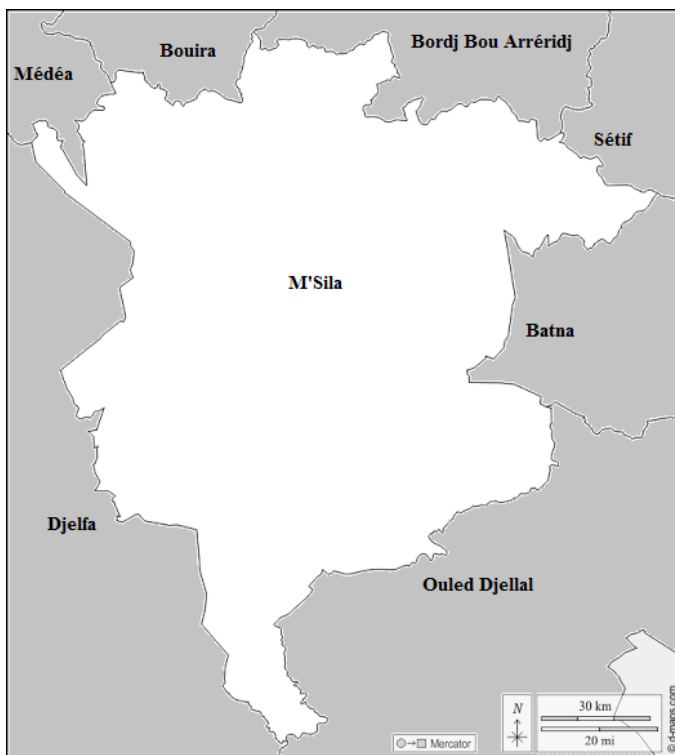 Bouira
Bordj Bou Arréridj
Médéa
Sétif
M'Sila
Batna
Djelfa
Ouled Djellal
N
30 km
20 mi
Mercator
© d-maps.com